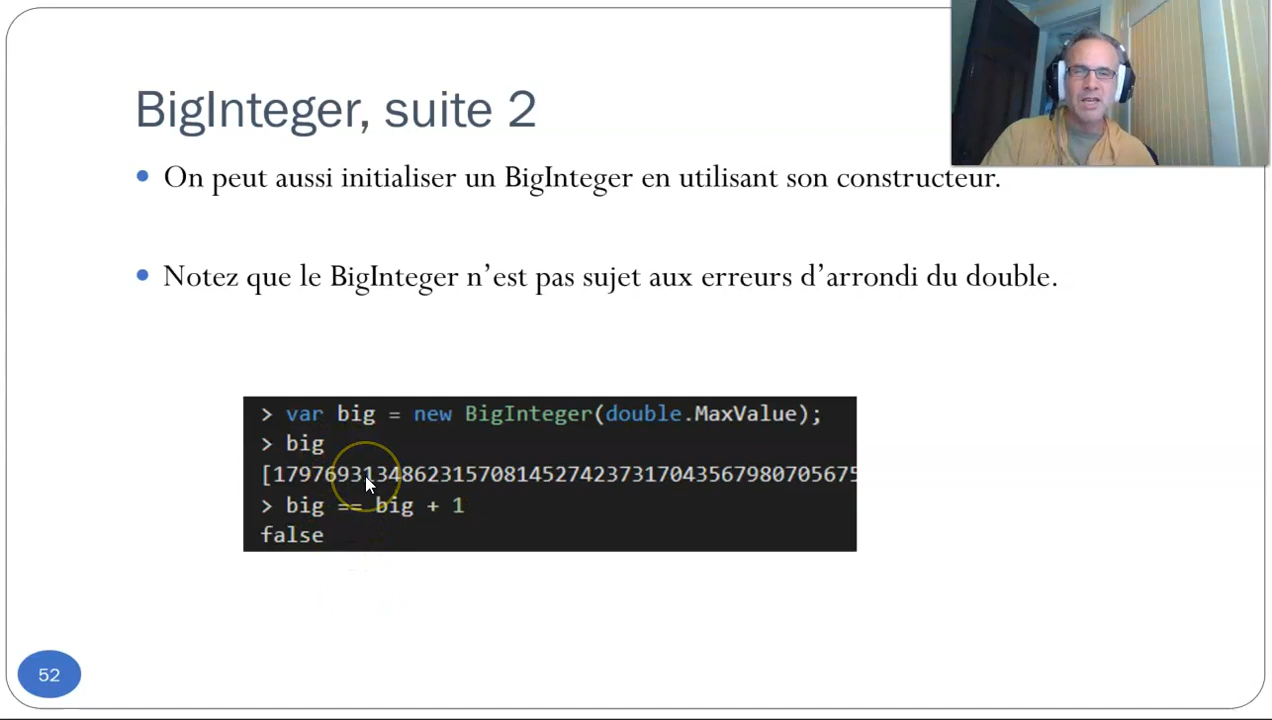 BigInteger, suite 2
On peut aussi initialiser un BigInteger en utilisant son constructeur.
Notez que le BigInteger n’est pas sujet aux erreurs d’arrondi du double.
> var big = new BigInteger(double.MaxValue);
> big
[1797693134862315708145274237317043567980705675
> big == big + 1
false
52